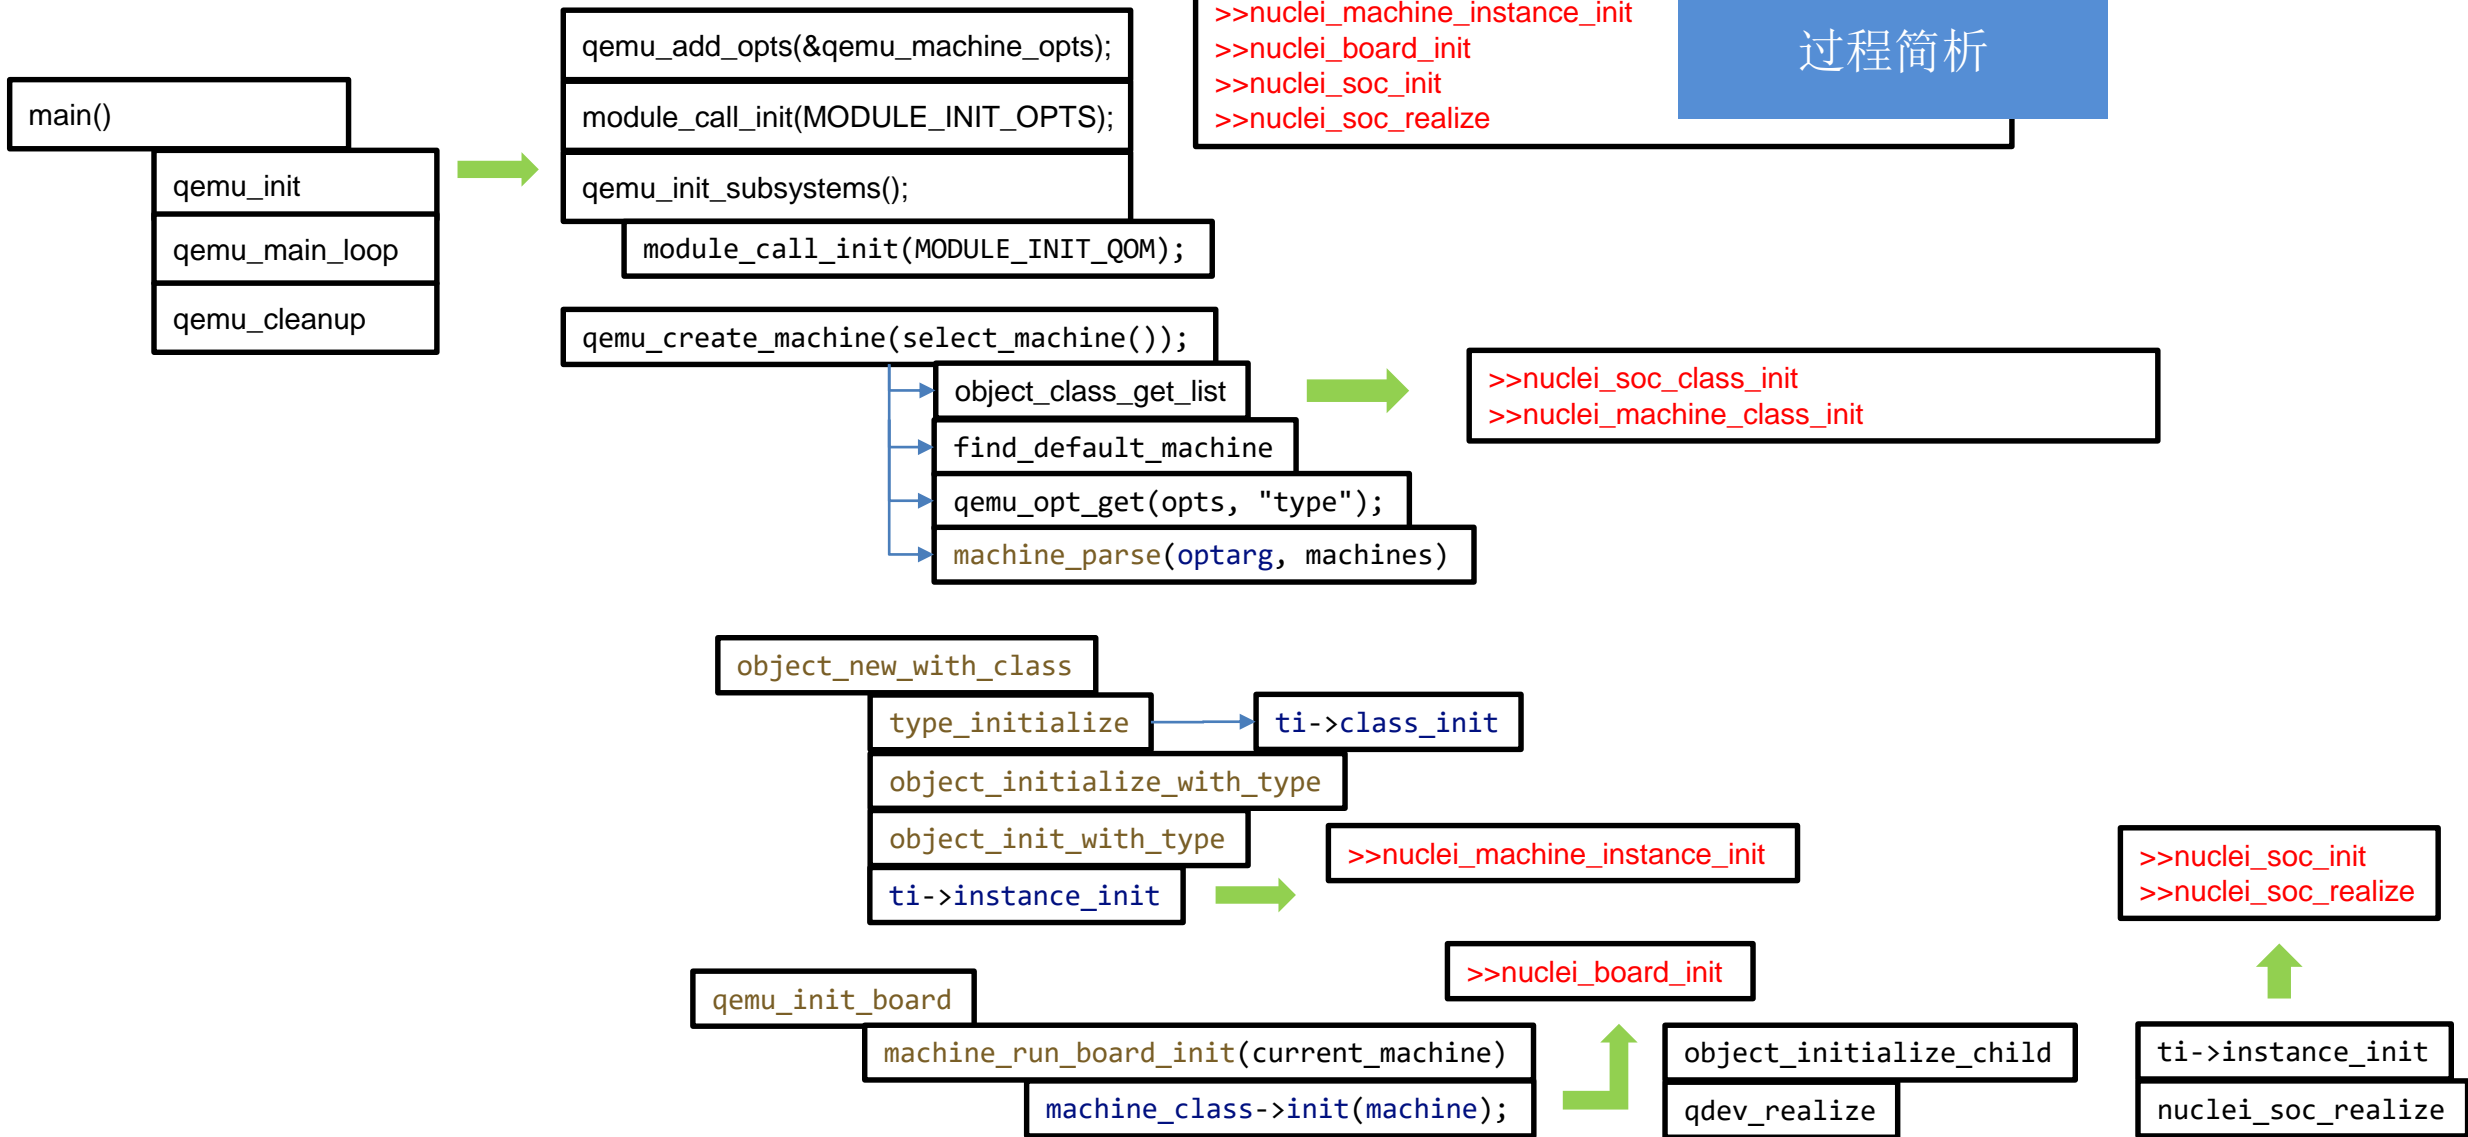 >>nuclei_machine_instance_init
>>nuclei_board_init
>>nuclei_soc_init
>>nuclei_soc_realize
过程简析
main()
qemu_init
qemu_main_loop
qemu_cleanup
qemu_add_opts(&qemu_machine_opts);
module_call_init(MODULE_INIT_OPTS);
qemu_init_subsystems();
module_call_init(MODULE_INIT_QOM);
qemu_create_machine(select_machine());
object_class_get_list
find_default_machine
qemu_opt_get(opts, "type");
machine_parse(optarg, machines)
>>nuclei_soc_class_init
>>nuclei_machine_class_init
object_new_with_class
type_initialize
ti->class_init
object_initialize_with_type
object_init_with_type
ti->instance_init
>>nuclei_machine_instance_init
>>nuclei_soc_init
>>nuclei_soc_realize
>>nuclei_board_init
qemu_init_board
machine_run_board_init(current_machine)
machine_class->init(machine);
object_initialize_child
qdev_realize
ti->instance_init
nuclei_soc_realize